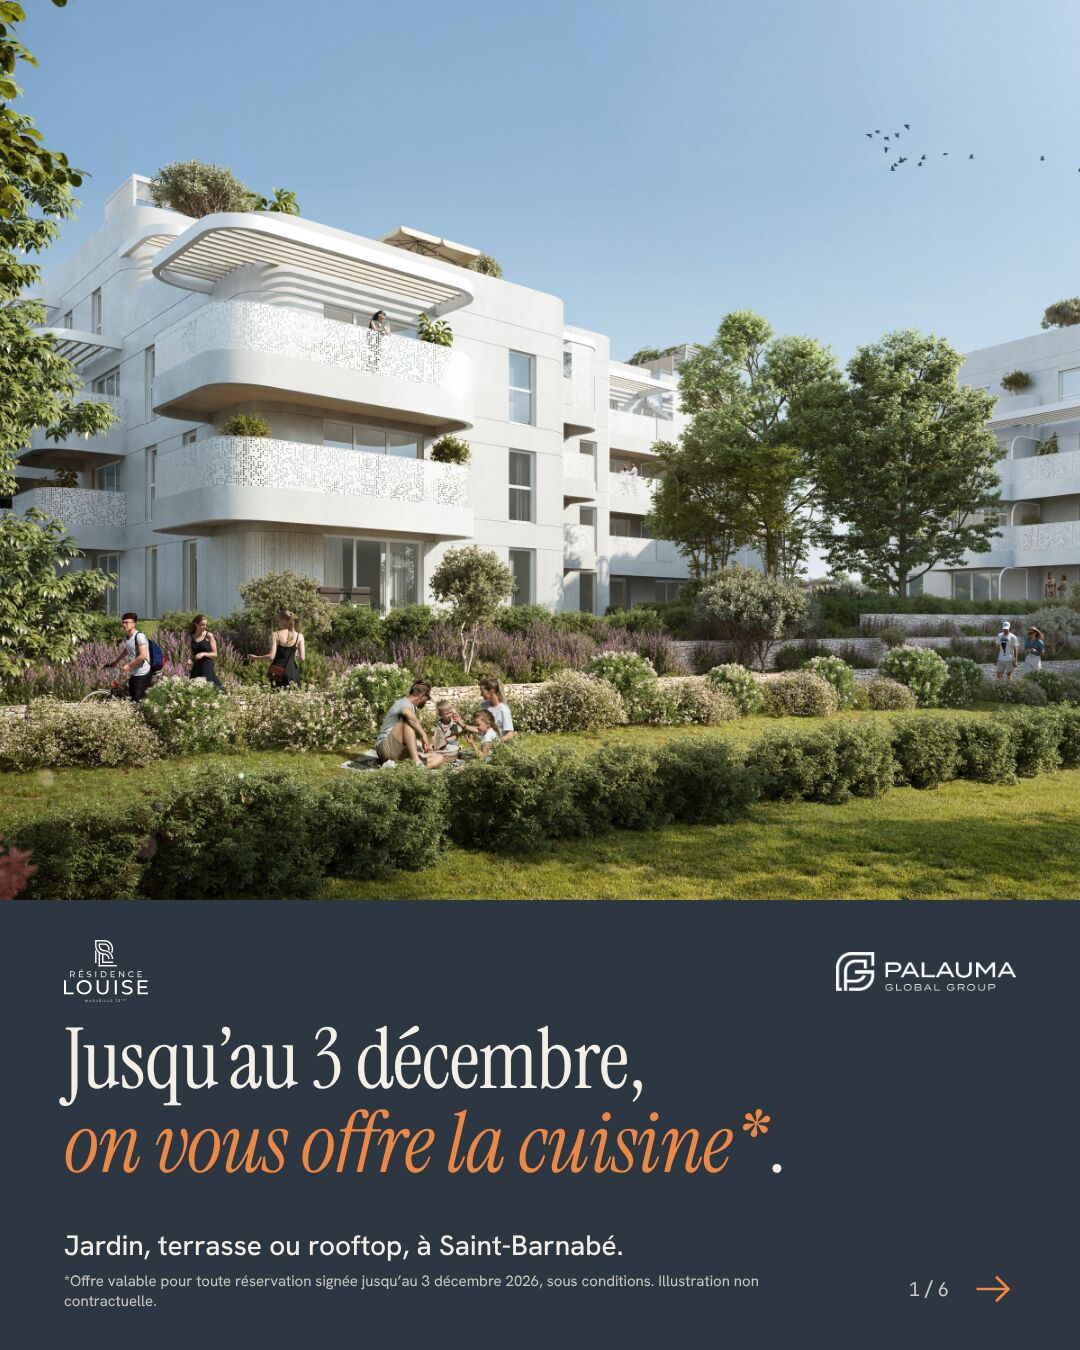 RÉSIDENCE
LOUISE
MARSEILLE 12ÈME
PALAUMA
GLOBAL GROUP
Jusqu’au 3 décembre,
on vous offre la cuisine*.
Jardin, terrasse ou rooftop, à Saint-Barnabé.
*Offre valable pour toute réservation signée jusqu’au 3 décembre 2026, sous conditions. Illustration non
contractuelle.
1 / 6